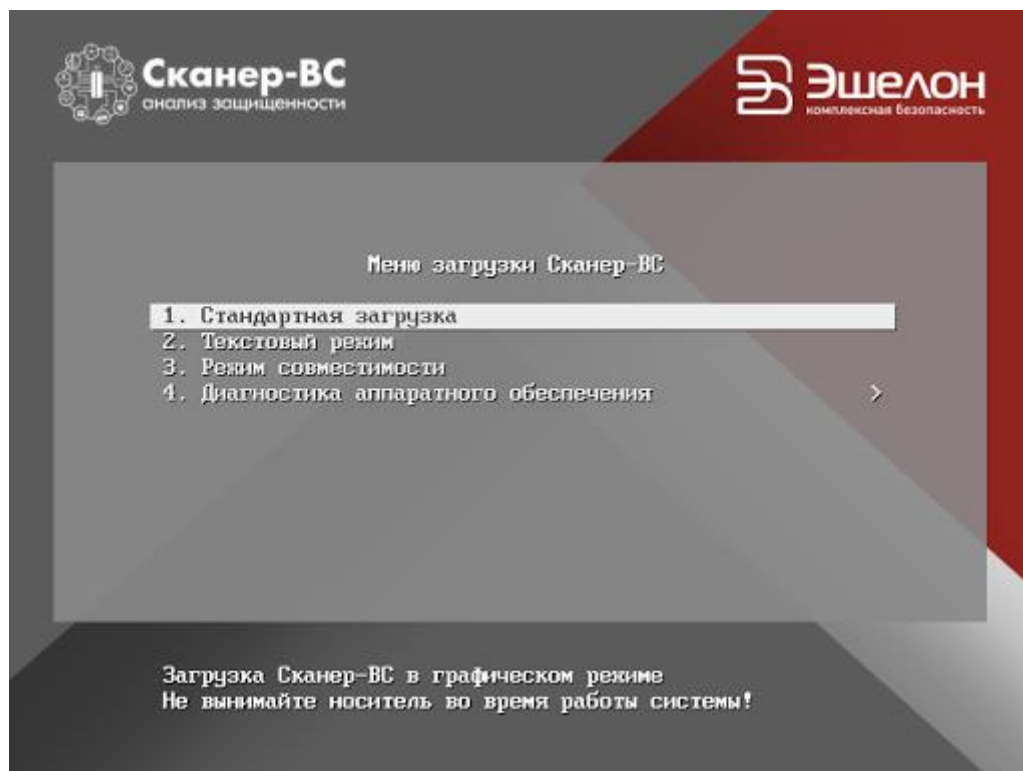 Сканер-ВС
анализ защищенности
Эшелон
комплексная безопасность
Меню загрузки Сканер-ВС
1. Стандартная загрузка
2. Текстовый режим
3. Режим совместимости
4. Диагностика аппаратного обеспечения >
Загрузка Сканер-ВС в графическом режиме
Не вынимайте носитель во время работы системы!